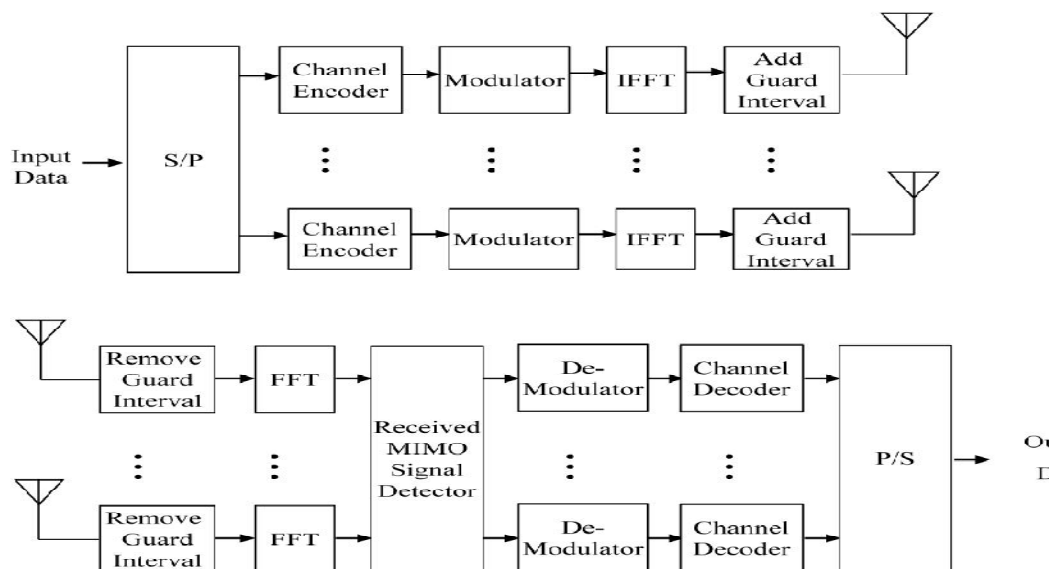 Input
Data
S/P
Channel
Encoder
Modulator
IFFT
Add
Guard
Interval
Channel
Encoder
Modulator
IFFT
Add
Guard
Interval
Remove
Guard
Interval
FFT
Received
MIMO
Signal
Detector
De-
Modulator
Channel
Decoder
P/S
Remove
Guard
Interval
FFT
De-
Modulator
Channel
Decoder